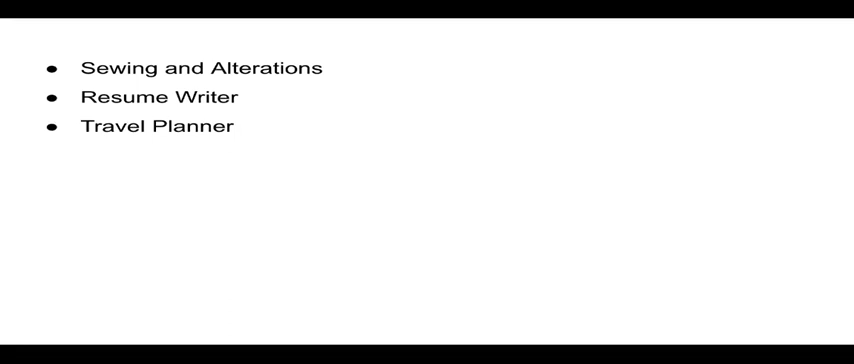 ● Sewing and Alterations
● Resume Writer
● Travel Planner